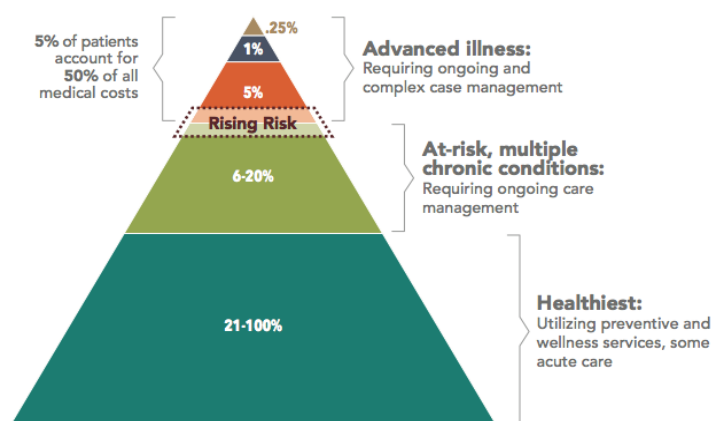 5% of patients
account for
50% of all
medical costs
.25%
1%
5%
Rising Risk
6-20%
21-100%
Advanced illness:
Requiring ongoing and
complex case management
At-risk, multiple
chronic conditions:
Requiring ongoing care
management
Healthiest:
Utilizing preventive and
wellness services, some
acute care